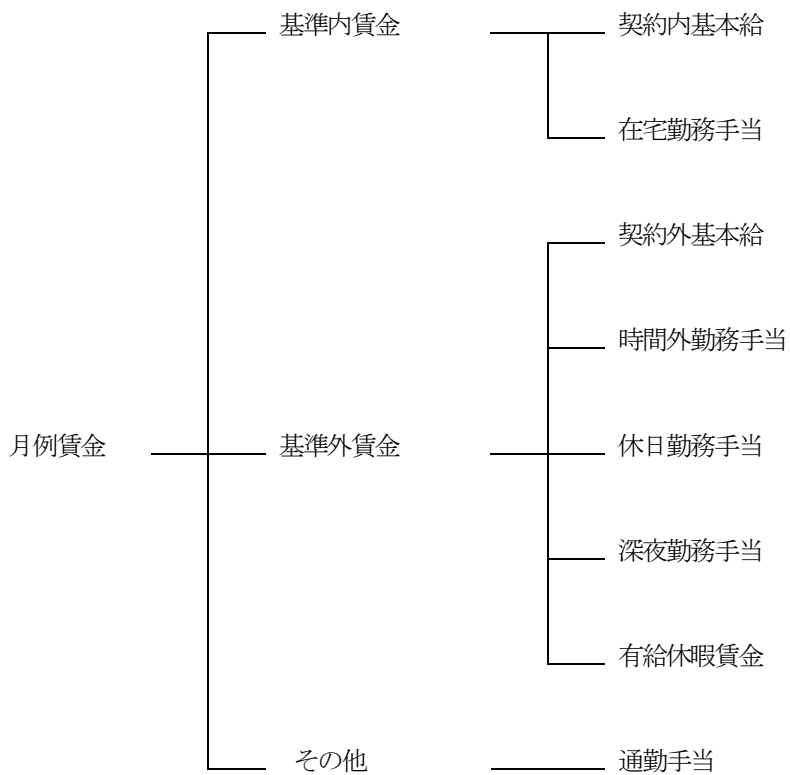 基準内賃金 契約内基本給
在宅勤務手当
契約外基本給
時間外勤務手当
月例賃金 基準外賃金 休日勤務手当
深夜勤務手当
有給休暇賃金
その他 通勤手当